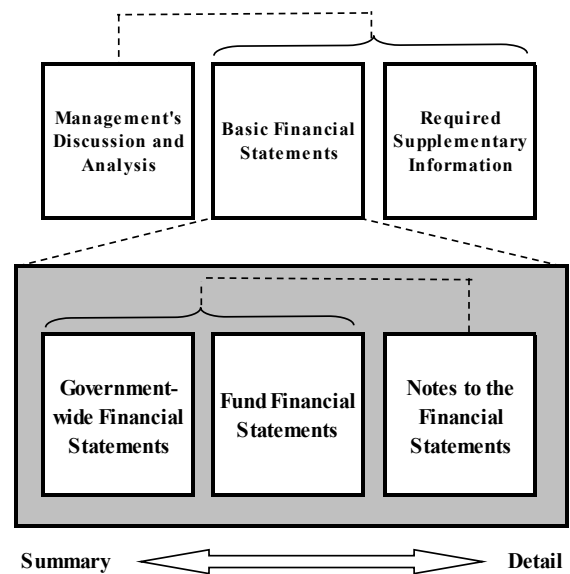 Management's
Discussion and
Analysis
Basic Financial
Statements
Required
Supplementary
Information
Government-
wide Financial
Statements
Fund Financial
Statements
Notes to the
Financial
Statements
Summary
Detail